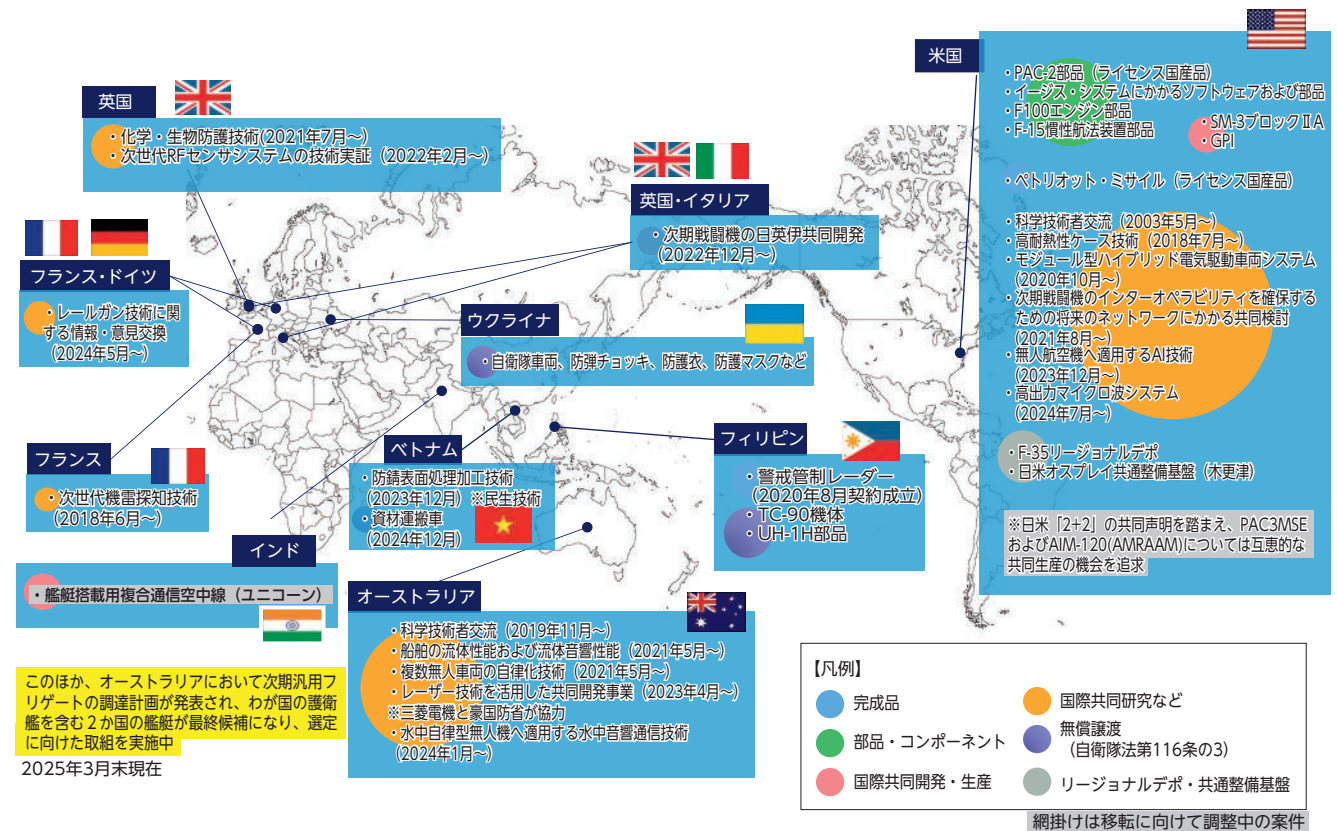 米国
・PAC-2部品（ライセンス国産品）
・イージス・システムにかかるソフトウェアおよび部品
・F100エンジン部品
・F-15慣性航法装置部品
・SM-3ブロックⅡA
・GPI
・ペトリオット・ミサイル（ライセンス国産品）
・科学技術者交流（2003年5月～）
・高耐熱性ケース技術（2018年7月～）
・モジュール型ハイブリッド電気駆動車両システム
（2020年10月～）
・次期戦闘機のインターオペラビリティを確保する
ための将来のネットワークにかかる共同検討
（2021年8月～）
・無人航空機へ適用するAI技術
（2023年12月～）
・高出力マイクロ波システム
（2024年7月～）
・F-35リージョナルデポ
・日米オスプレイ共通整備基盤（木更津）
※日米「2+2」の共同声明を踏まえ、PAC3MSE
およびAIM-120(AMRAAM)については互恵的な
共同生産の機会を追求
英国
・化学・生物防護技術(2021年7月～)
・次世代RFセンサシステムの技術実証（2022年2月～）
英国・イタリア
・次期戦闘機の日英伊共同開発
（2022年12月～）
フランス・ドイツ
・レールガン技術に関
する情報・意見交換
（2024年5月～）
ウクライナ
・自衛隊車両、防弾チョッキ、防護衣、防護マスクなど
フランス
・次世代機雷探知技術
（2018年6月～）
ベトナム
・防錆表面処理加工技術
（2023年12月）※民生技術
・資材運搬車
（2024年12月）
フィリピン
・警戒管制レーダー
（2020年8月契約成立）
・TC-90機体
・UH-1H部品
インド
・艦艇搭載用複合通信空中線（ユニコーン）
オーストラリア
・科学技術者交流（2019年11月～）
・船舶の流体性能および流体音響性能（2021年5月～）
・複数無人車両の自律化技術（2021年5月～）
・レーザー技術を活用した共同開発事業（2023年4月～）
※三菱電機と豪国防省が協力
・水中自律型無人機へ適用する水中音響通信技術
（2024年1月～）
このほか、オーストラリアにおいて次期汎用フ
リゲートの調達計画が発表され、わが国の護衛
艦を含む２か国の艦艇が最終候補になり、選定
に向けた取組を実施中
2025年3月末現在
【凡例】
完成品
部品・コンポーネント
国際共同開発・生産
国際共同研究など
無償譲渡
（自衛隊法第116条の3）
リージョナルデポ・共通整備基盤
網掛けは移転に向けて調整中の案件